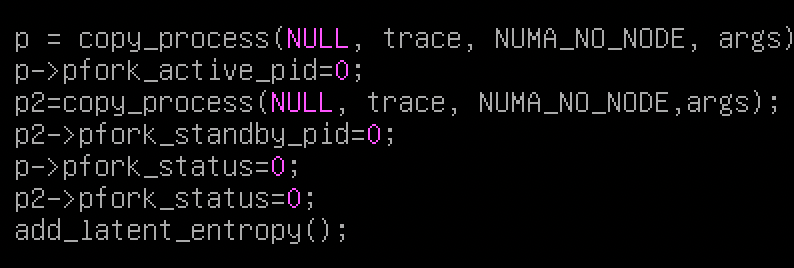 p = copy_process(NULL, trace, NUMA_NO_NODE, args)
p->pfork_active_pid=0;
p2=copy_process(NULL, trace, NUMA_NO_NODE,args);
p2->pfork_standby_pid=0;
p->pfork_status=0;
p2->pfork_status=0;
add_latent_entropy();